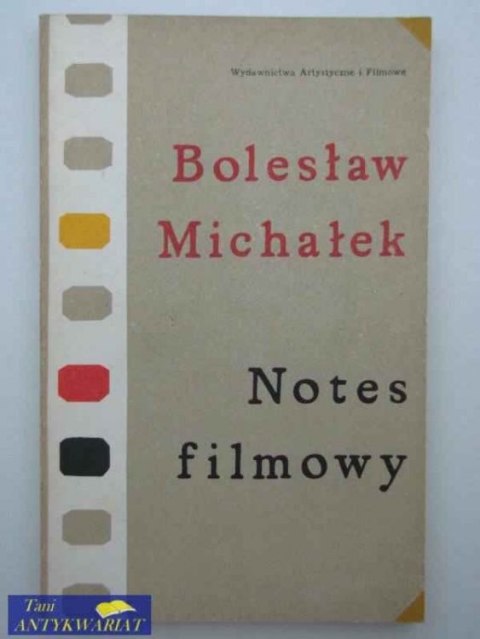 Wydawnictwa Artystyczne i Filmowe
Bolesław
Michałek
Notes
filmowy
Tani
ANTYKWARIAT